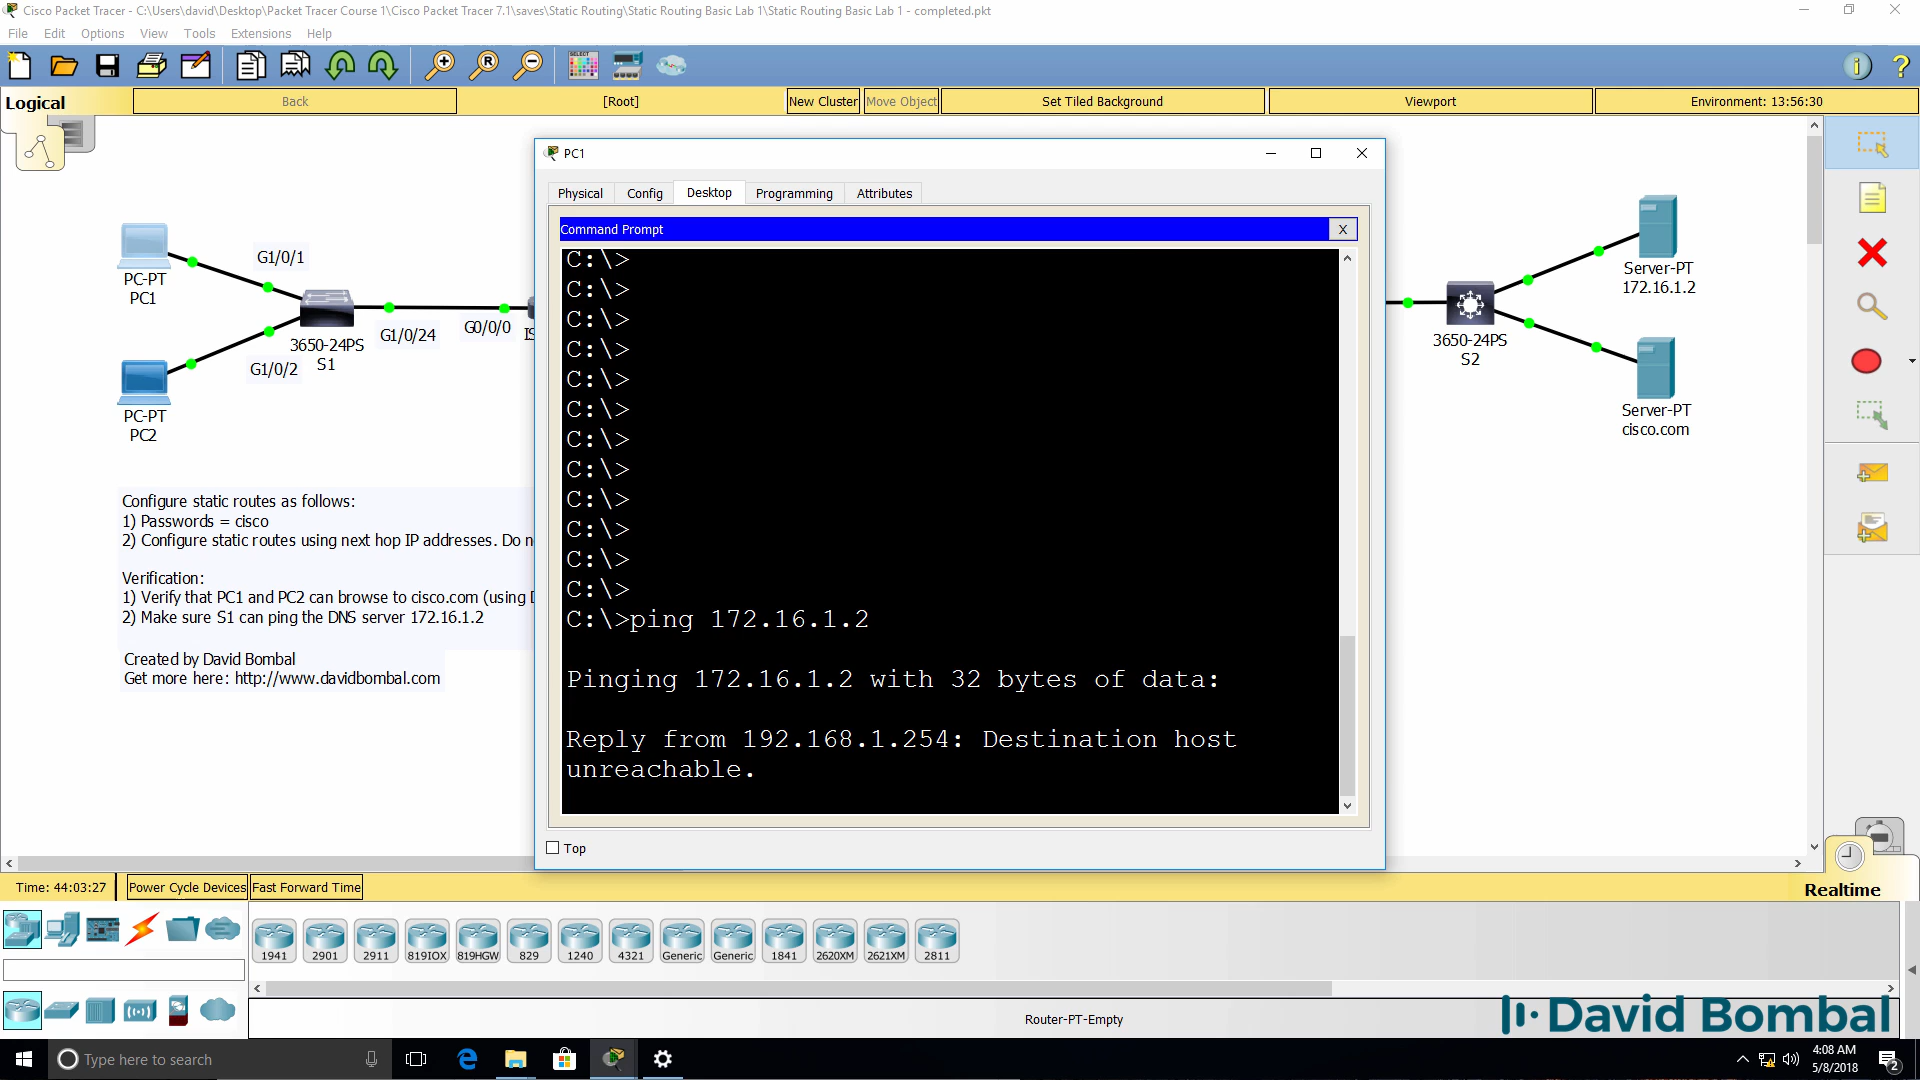 Cisco Packet Tracer - C:\Users\david\Desktop\Packet Tracer Course 1\Cisco Packet Tracer 7.1\saves\Static Routing\Static Routing Basic Lab 1\Static Routing Basic Lab 1 - completed.pkt
File Edit Options View Tools Extensions Help
SELECT
Logical
Back
[Root]
New Cluster
Move Object
Set Tiled Background
Viewport
Environment: 13:56:30
PC1
Physical Config Desktop Programming Attributes
Command Prompt
X
C:\>
C:\>
C:\>
C:\>
C:\>
C:\>
C:\>
C:\>
C:\>
C:\>
C:\>
C:\>
C:\>ping 172.16.1.2
Pinging 172.16.1.2 with 32 bytes of data:
Reply from 192.168.1.254: Destination host
unreachable.
Top
PC-PT
PC1
G1/0/1
G1/0/24
G0/0/0
IS
3650-24PS
S1
G1/0/2
PC-PT
PC2
3650-24PS
S2
Server-PT
172.16.1.2
Server-PT
cisco.com
Configure static routes as follows:
1) Passwords = cisco
2) Configure static routes using next hop IP addresses. Do n
Verification:
1) Verify that PC1 and PC2 can browse to cisco.com (using D
2) Make sure S1 can ping the DNS server 172.16.1.2
Created by David Bombal
Get more here: http://www.davidbombal.com
Time: 44:03:27
Power Cycle Devices
Fast Forward Time
Realtime
1941
2901
2911
819IOX
819HGW
829
1240
4321
Generic
Generic
1841
2620XM
2621XM
2811
Router-PT-Empty
David Bombal
Type here to search
4:08 AM
5/8/2018
2